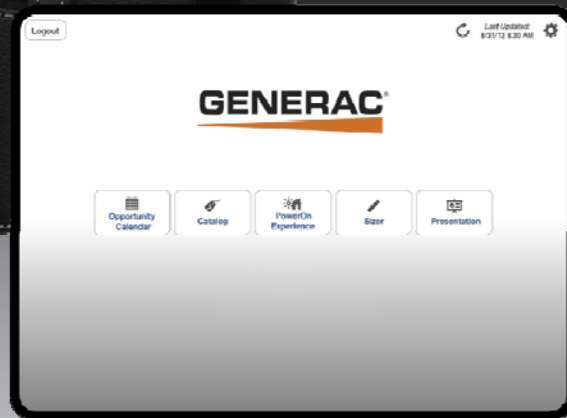 Logout
Last Updated:
8/31/12 8:30 AM
GENERAC®
Opportunity
Calendar
Catalog
PowerOn
Experience
Sizer
Presentation